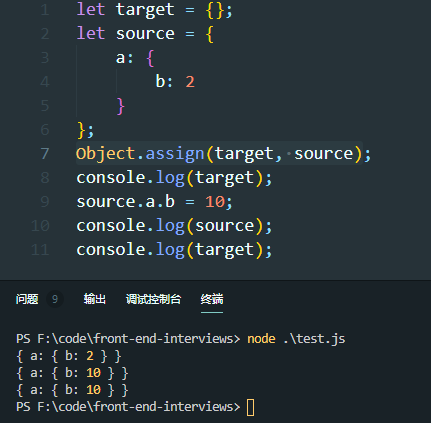 1 let target = {};
2 let source = {
3 a: {
4 b: 2
5 }
6 };
7 Object.assign(target, source);
8 console.log(target);
9 source.a.b = 10;
10 console.log(source);
11 console.log(target);
问题 9 输出 调试控制台 终端
PS F:\code\front-end-interviews> node .\test.js
{ a: { b: 2 } }
{ a: { b: 10 } }
{ a: { b: 10 } }
PS F:\code\front-end-interviews>